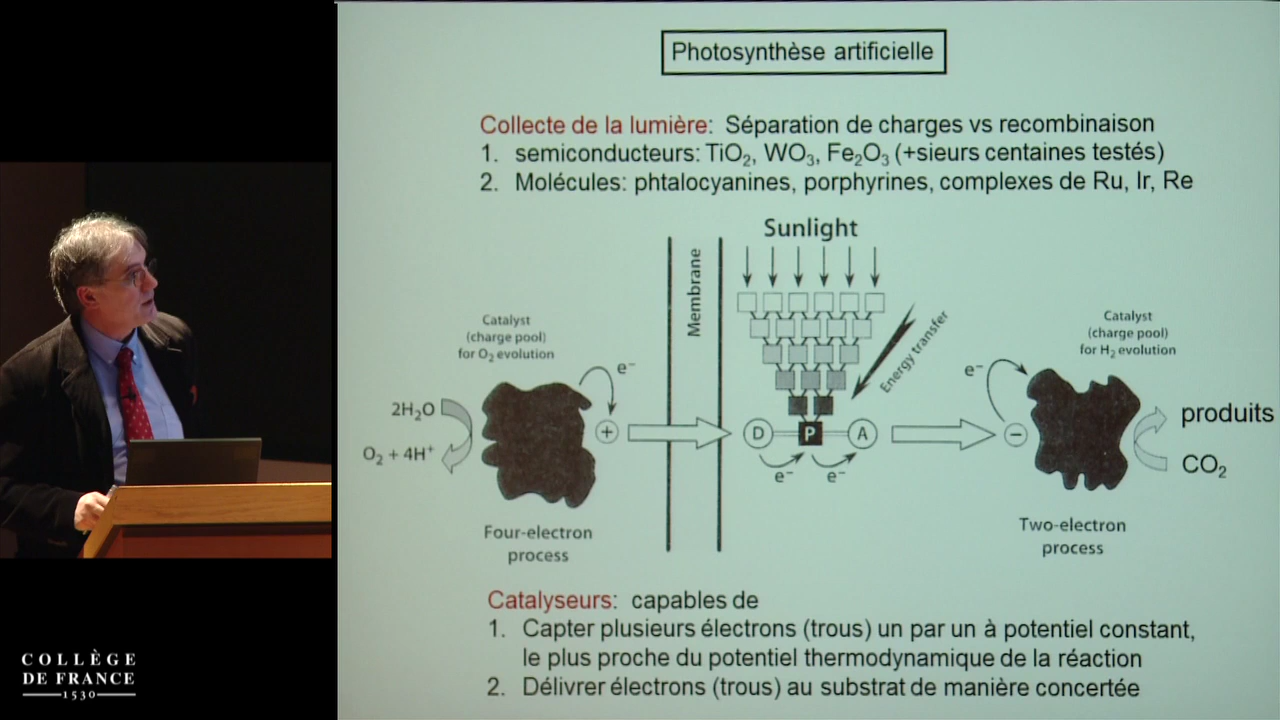 Photosynthèse artificielle
Collecte de la lumière: Séparation de charges vs recombinaison
1. semiconducteurs: TiO₂, WO₃, Fe₂O₃ (+sieurs centaines testés)
2. Molécules: phtalocyanines, porphyrines, complexes de Ru, Ir, Re
Sunlight
Membrane
Energy transfer
Catalyst
(charge pool)
for O₂ evolution
Catalyst
(charge pool)
for H₂ evolution
e⁻
e⁻
2H₂O
O₂ + 4H⁺
+
D
P
A
−
e⁻
e⁻
produits
CO₂
Four-electron
process
Two-electron
process
Catalyseurs: capables de
1. Capter plusieurs électrons (trous) un par un à potentiel constant,
le plus proche du potentiel thermodynamique de la réaction
2. Délivrer électrons (trous) au substrat de manière concertée
COLLÈGE
DE FRANCE
1530